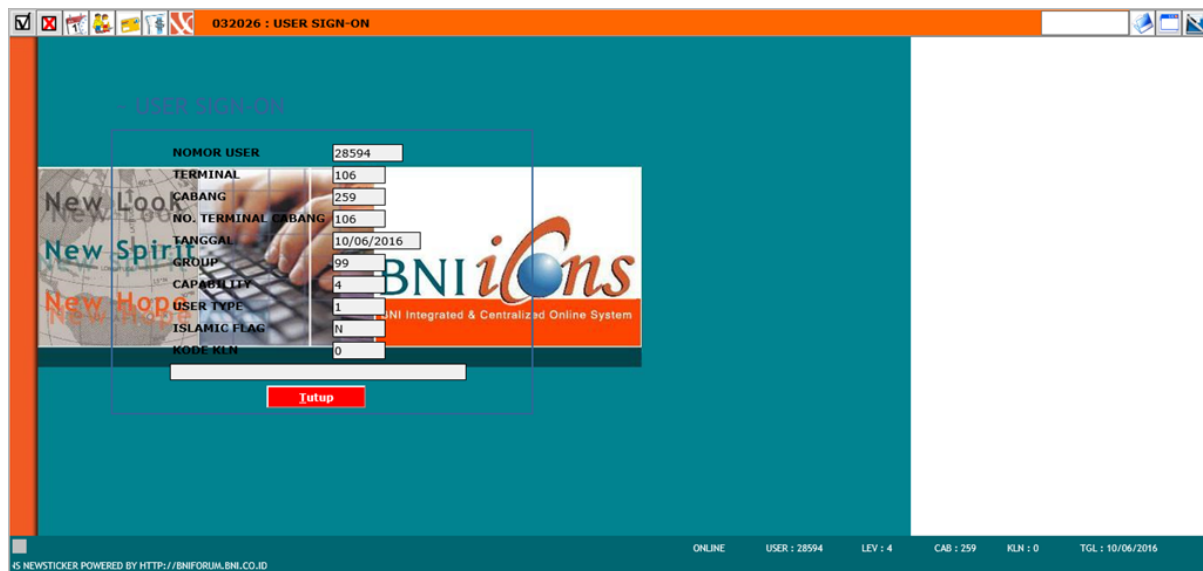 032026 : USER SIGN-ON
- USER SIGN-ON
NOMOR USER 28594
TERMINAL 106
CABANG 259
NO. TERMINAL CABANG 106
TANGGAL 10/06/2016
GROUP 99
CAPABILITY 4
USER TYPE 1
ISLAMIC FLAG N
KODE KLN 0
Tutup
New Look
New Spirit
New Hope
BNI icons
BNI Integrated & Centralized Online System
ONLINE USER : 28594 LEV : 4 CAB : 259 KLN : 0 TGL : 10/06/2016
NEWSTICKER POWERED BY HTTP://BNIFORUM.BNI.CO.ID